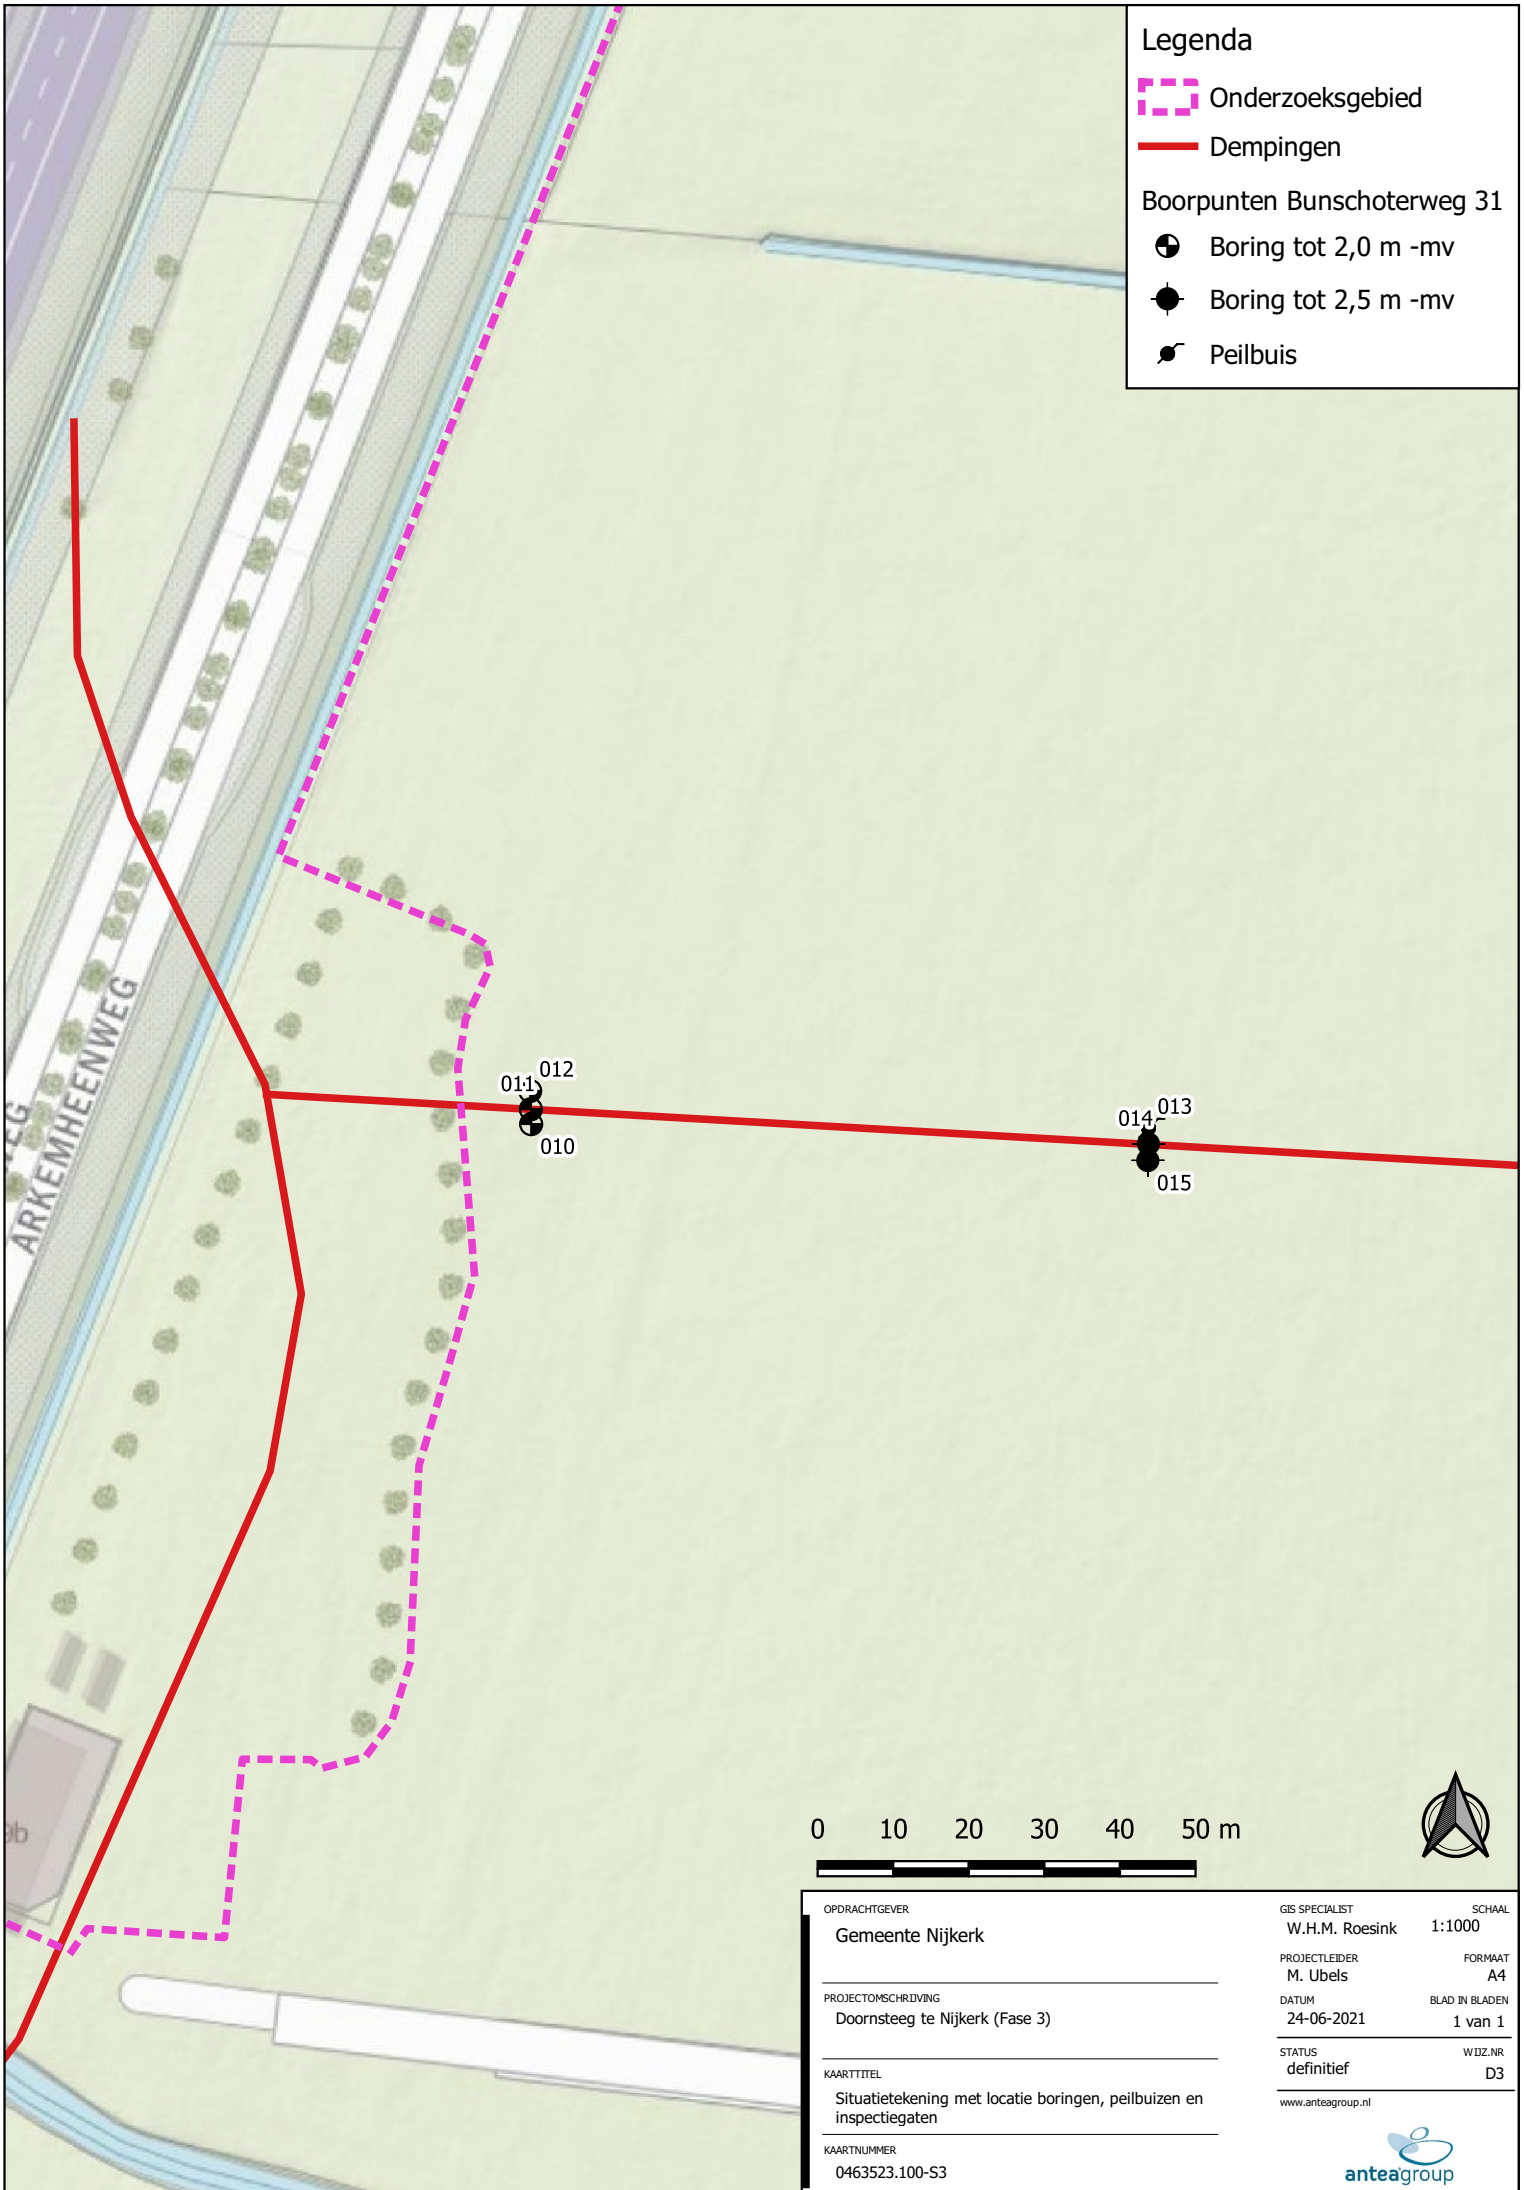 Legenda
Onderzoeksgebied
Dempingen
Boorpunten Bunschoterweg 31
Boring tot 2,0 m -mv
Boring tot 2,5 m -mv
Peilbuis
ARKEMHEENWEG
012
011
010
013
014
015
9b
0 10 20 30 40 50 m
OPDRACHTGEVER
Gemeente Nijkerk
PROJECTOMSCHRIJVING
Doornsteeg te Nijkerk (Fase 3)
KAARTTITEL
Situatietekening met locatie boringen, peilbuizen en
inspectiegaten
KAARTNUMMER
0463523.100-S3
GIS SPECIALIST
W.H.M. Roesink
SCHAAL
1:1000
PROJECTLEIDER
M. Ubels
FORMAAT
A4
DATUM
24-06-2021
BLAD IN BLADEN
1 van 1
STATUS
definitief
WIJZ.NR
D3
www.anteagroup.nl
anteagroup